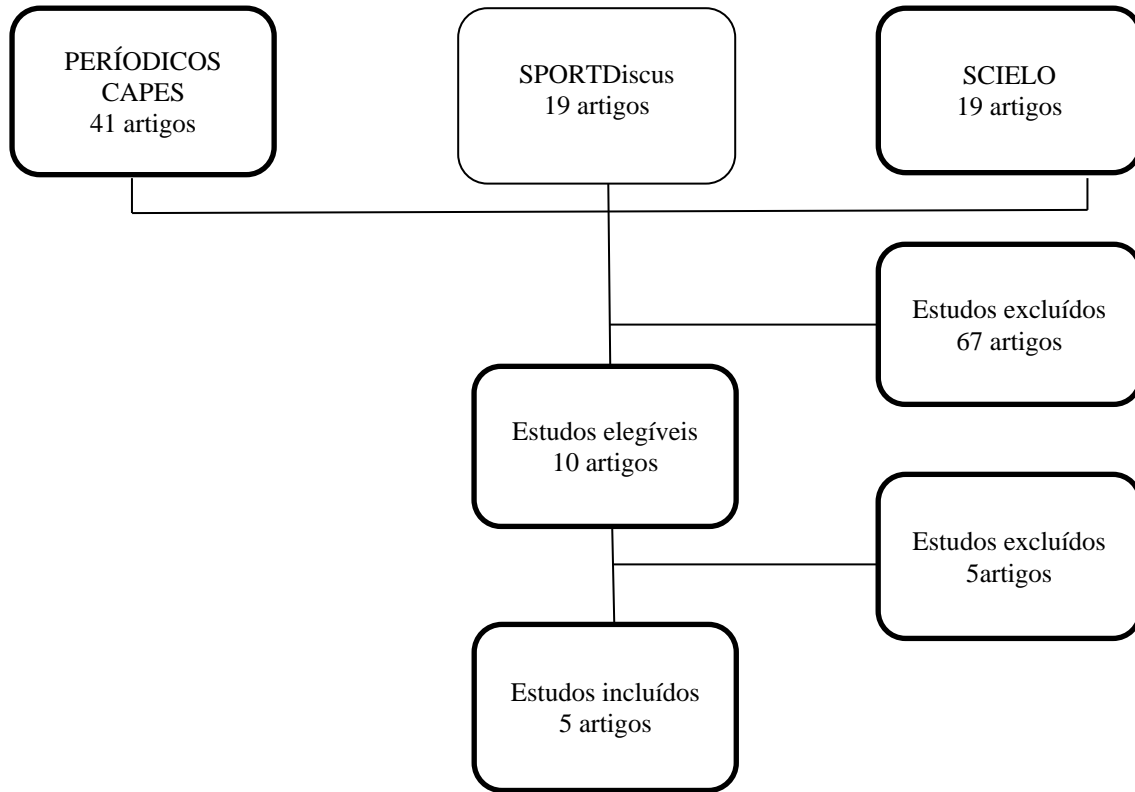 PERÍODICOS
CAPES
41 artigos
SPORTDiscus
19 artigos
SCIELO
19 artigos
Estudos excluídos
67 artigos
Estudos elegíveis
10 artigos
Estudos excluídos
5artigos
Estudos incluídos
5 artigos